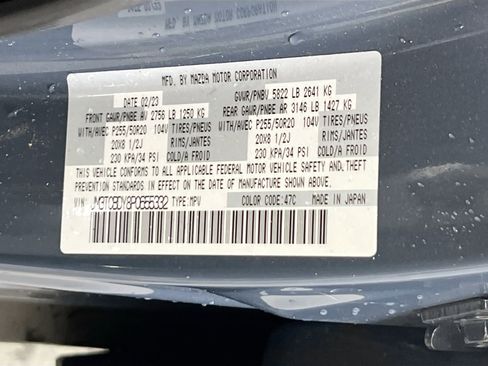 MFD. BY MAZDA MOTOR CORPORATION
DATE 02/23 GVWR/PNBV 5822 LB 2641 KG
FRONT GAWR/PNBE AV 2756 LB 1250 KG GAWR/PNBE AR 3146 LB 1427 KG
WITH/AVEC P255/50R20 104V TIRES/PNEUS WITH/AVEC P255/50R20 104V TIRES/PNEUS
20X8 1/2J RIMS/JANTES 20X8 1/2J RIMS/JANTES
230 KPA/34 PSI COLD/A FROID 230 KPA/34 PSI COLD/A FROID
THIS VEHICLE CONFORMS TO ALL APPLICABLE FEDERAL MOTOR VEHICLE SAFETY AND THEFT
PREVENTION STANDARDS IN EFFECT ON THE DATE OF MANUFACTURE SHOWN ABOVE.
VIN: JM3TCBDY8P0655332 TYPE:MPV COLOR CODE:47C MADE IN JAPAN